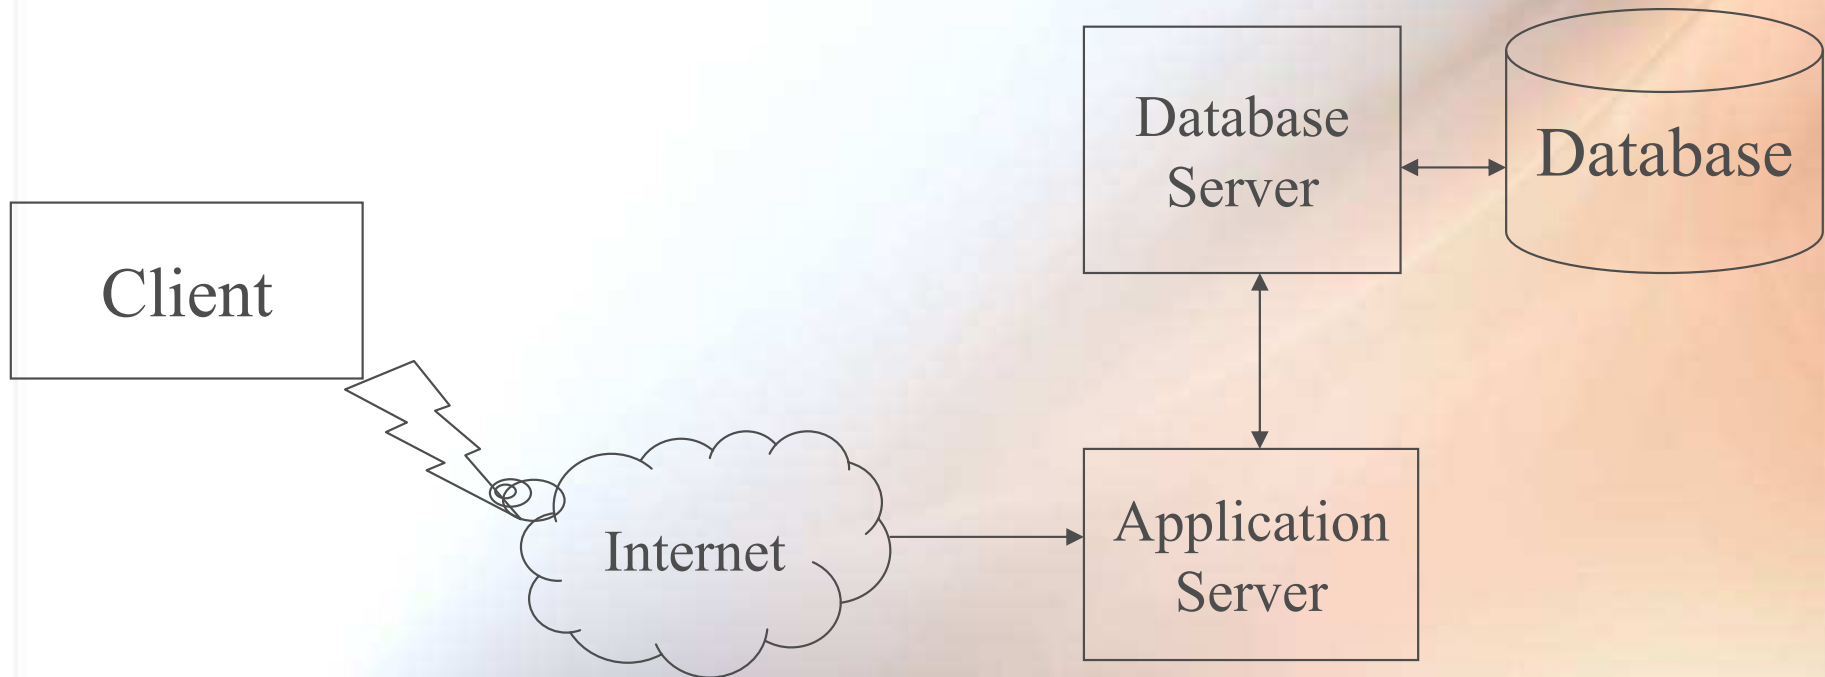 Client
Internet
Database
Server
Database
Application
Server